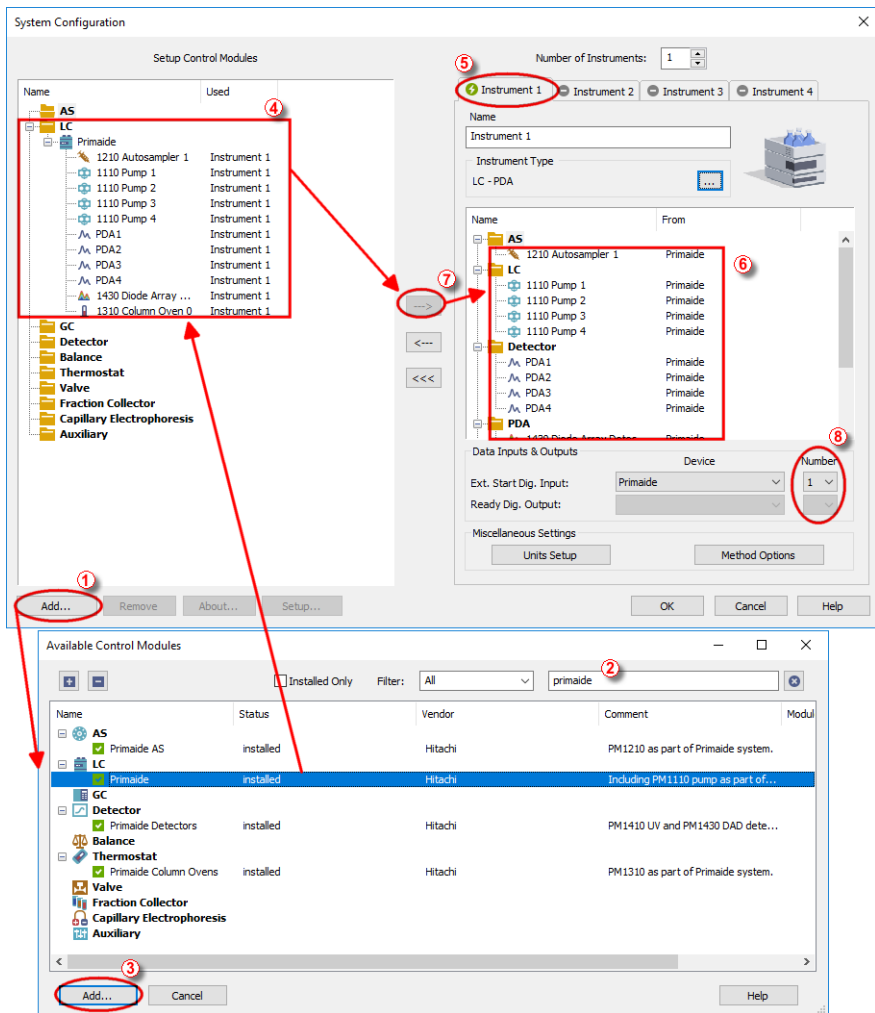 System Configuration
Setup Control Modules
Name Used
④
AS
LC
Primaide
1210 Autosampler 1 Instrument 1
1110 Pump 1 Instrument 1
1110 Pump 2 Instrument 1
1110 Pump 3 Instrument 1
1110 Pump 4 Instrument 1
PDA1 Instrument 1
PDA2 Instrument 1
PDA3 Instrument 1
PDA4 Instrument 1
1430 Diode Array ... Instrument 1
1310 Column Oven 0 Instrument 1
GC
Detector
Balance
Thermostat
Valve
Fraction Collector
Capillary Electrophoresis
Auxiliary
①
Add... Remove About... Setup...
⑦
--->
<---
<<<
Number of Instruments: 1
⑤
Instrument 1 Instrument 2 Instrument 3 Instrument 4
Name
Instrument 1
Instrument Type
LC - PDA ...
Name From
⑥
AS
1210 Autosampler 1 Primaide
LC
1110 Pump 1 Primaide
1110 Pump 2 Primaide
1110 Pump 3 Primaide
1110 Pump 4 Primaide
Detector
PDA1 Primaide
PDA2 Primaide
PDA3 Primaide
PDA4 Primaide
PDA
1430 Diode Array Detec Primaide
⑧
Data Inputs & Outputs
Device Number
Ext. Start Dig. Input: Primaide 1
Ready Dig. Output:
Miscellaneous Settings
Units Setup Method Options
OK Cancel Help
Available Control Modules
②
Installed Only Filter: All primaide
Name Status Vendor Comment Modul
AS
Primaide AS installed Hitachi PM1210 as part of Primaide system.
LC
Primaide installed Hitachi Including PM1110 pump as part of...
GC
Detector
Primaide Detectors installed Hitachi PM1410 UV and PM1430 DAD dete...
Balance
Thermostat
Primaide Column Ovens installed Hitachi PM1310 as part of Primaide system.
Valve
Fraction Collector
Capillary Electrophoresis
Auxiliary
③
Add... Cancel Help